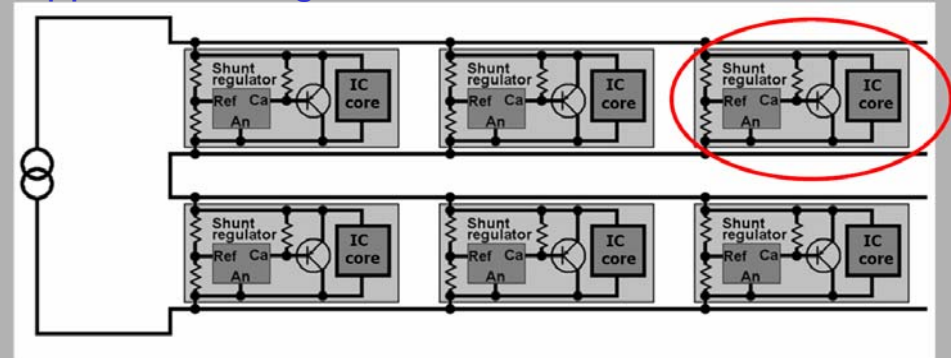 Shunt
regulator
Ref Ca
An
IC
core
Shunt
regulator
Ref Ca
An
IC
core
Shunt
regulator
Ref Ca
An
IC
core
Shunt
regulator
Ref Ca
An
IC
core
Shunt
regulator
Ref Ca
An
IC
core
Shunt
regulator
Ref Ca
An
IC
core